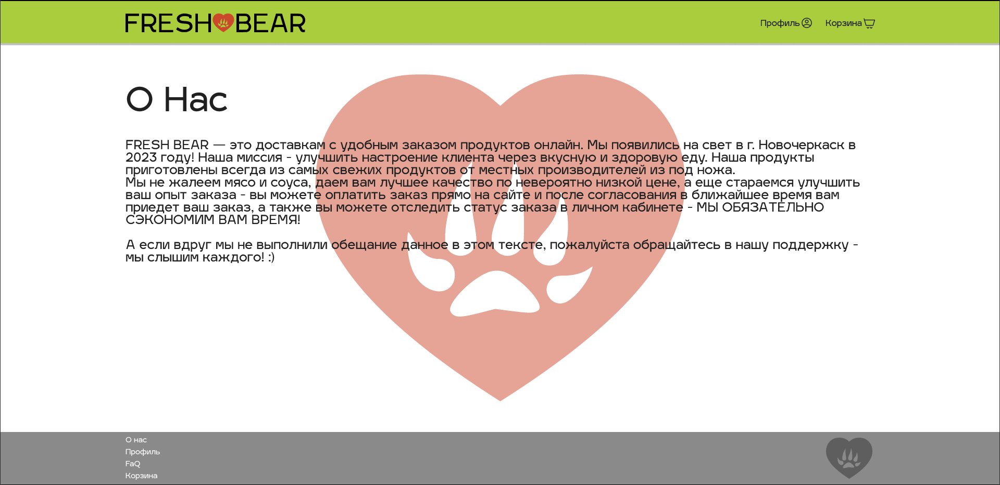 FRESH BEAR
Профиль
Корзина
О Нас
FRESH BEAR — это доставкам с удобным заказом продуктов онлайн. Мы появились на свет в г. Новочеркаск в
2023 году! Наша миссия - улучшить настроение клиента через вкусную и здоровую еду. Наша продукты
приготовлены всегда из самых свежих продуктов от местных производителей из под ножа.
Мы не жалеем мясо и соуса, даем вам лучшее качество по невероятно низкой цене, а еще стараемся улучшить
ваш опыт заказа - вы можете оплатить заказ прямо на сайте и после согласования в ближайшее время вам
приедет ваш заказ, а также вы можете отследить статус заказа в личном кабинете - МЫ ОБЯЗАТЕЛЬНО
СЭКОНОМИМ ВАМ ВРЕМЯ!
А если вдруг мы не выполнили обещание данное в этом тексте, пожалуйста обращайтесь в нашу поддержку -
мы слышим каждого! :)
О нас
Профиль
FaQ
Корзина